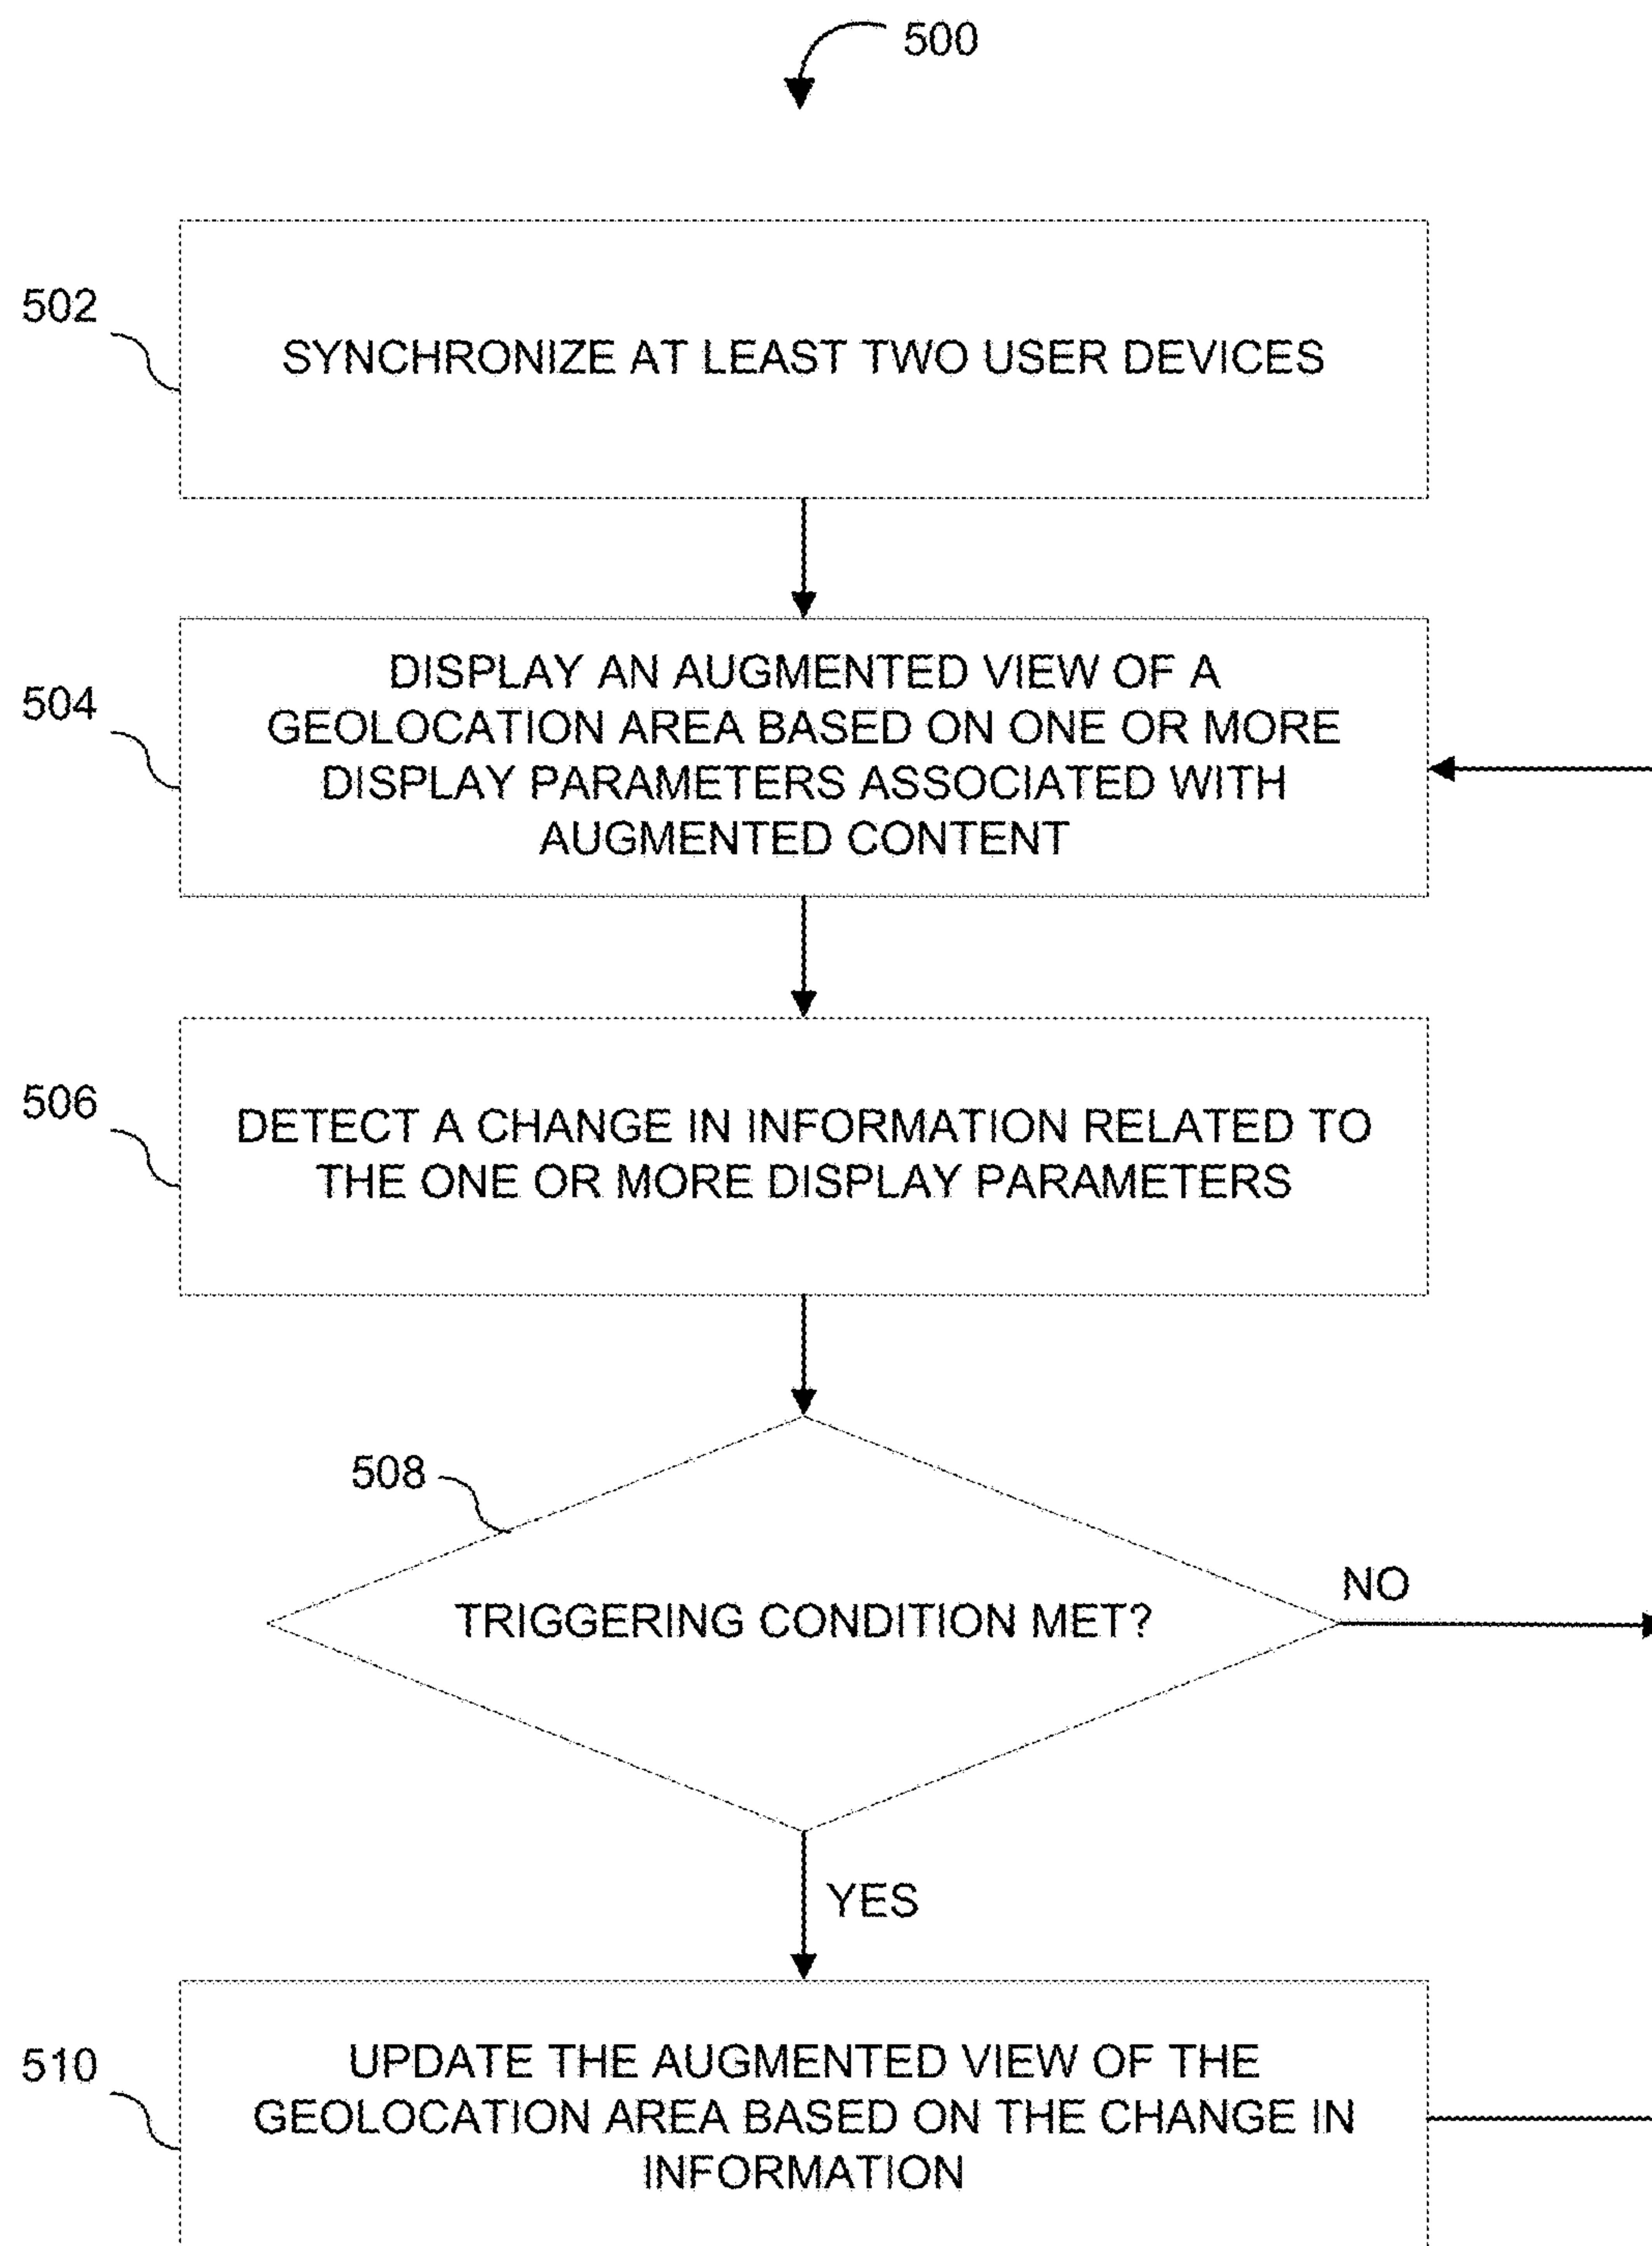 500
502
SYNCHRONIZE AT LEAST TWO USER DEVICES
504
DISPLAY AN AUGMENTED VIEW OF A
GEOLOCATION AREA BASED ON ONE OR MORE
DISPLAY PARAMETERS ASSOCIATED WITH
AUGMENTED CONTENT
506
DETECT A CHANGE IN INFORMATION RELATED TO
THE ONE OR MORE DISPLAY PARAMETERS
508
TRIGGERING CONDITION MET?
NO
YES
510
UPDATE THE AUGMENTED VIEW OF THE
GEOLOCATION AREA BASED ON THE CHANGE IN
INFORMATION